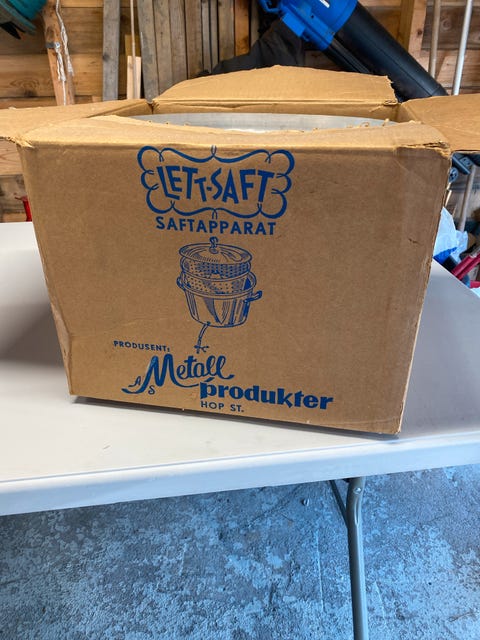 LETT-SAFT
SAFTAPPARAT
PRODUSENT:
A/S Metall
produkter
HOP ST.